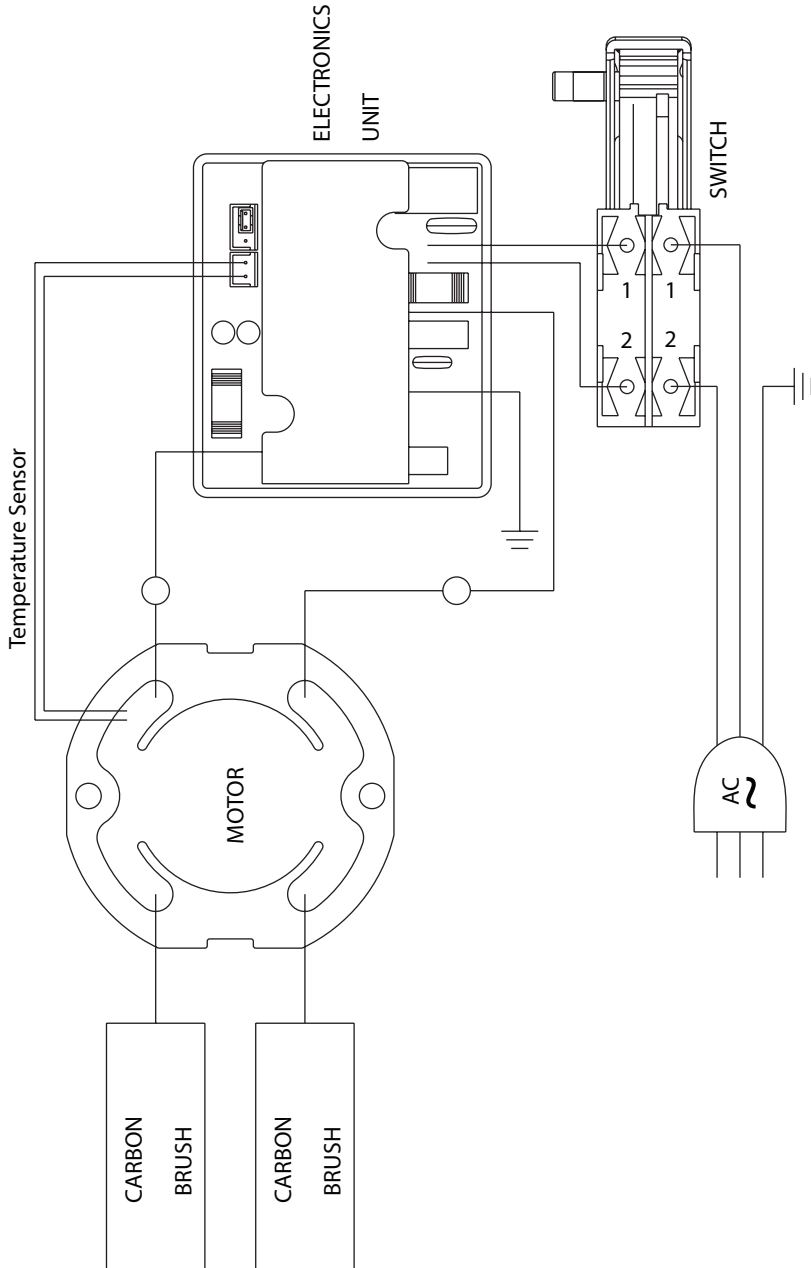 Temperature Sensor
ELECTRONICS
UNIT
SWITCH
1
1
2
2
MOTOR
AC
~
CARBON
BRUSH
CARBON
BRUSH